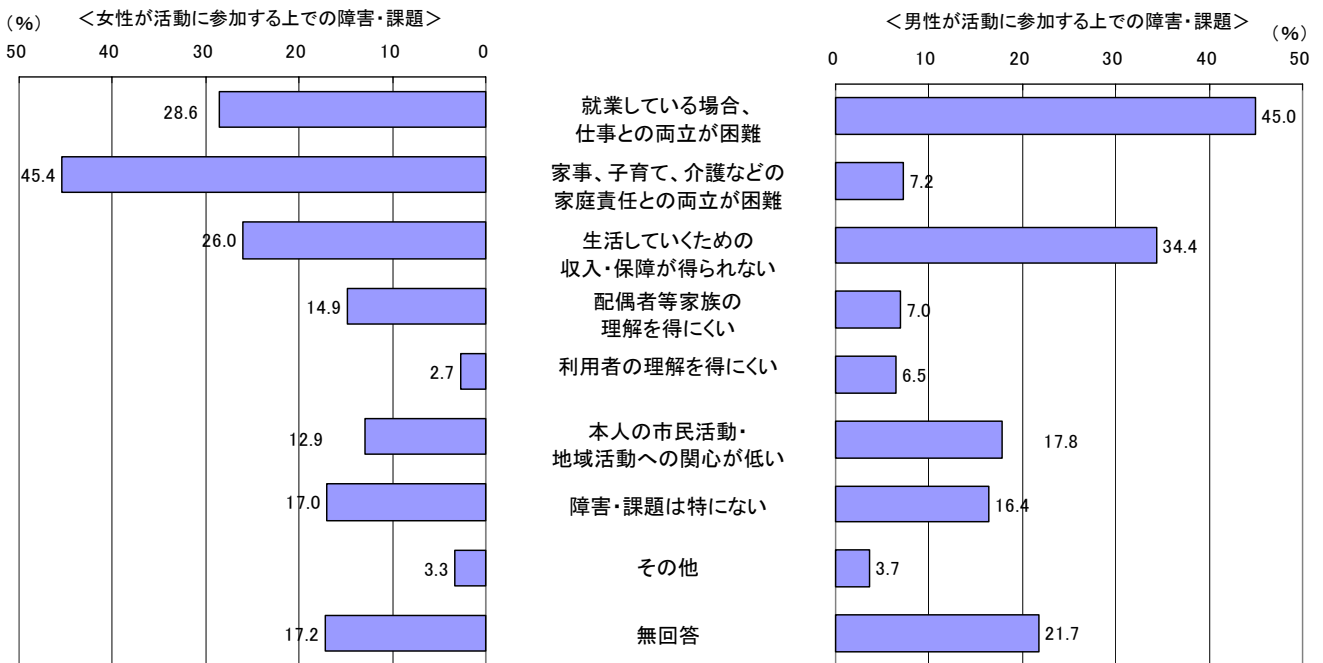 (%)
＜女性が活動に参加する上での障害・課題＞
50 40 30 20 10 0
＜男性が活動に参加する上での障害・課題＞
(%)
0 10 20 30 40 50
28.6
就業している場合、
仕事との両立が困難
45.0
45.4
家事、子育て、介護などの
家庭責任との両立が困難
7.2
26.0
生活していくための
収入・保障が得られない
34.4
14.9
配偶者等家族の
理解を得にくい
7.0
2.7
利用者の理解を得にくい
6.5
12.9
本人の市民活動・
地域活動への関心が低い
17.8
17.0
障害・課題は特にない
16.4
3.3
その他
3.7
17.2
無回答
21.7